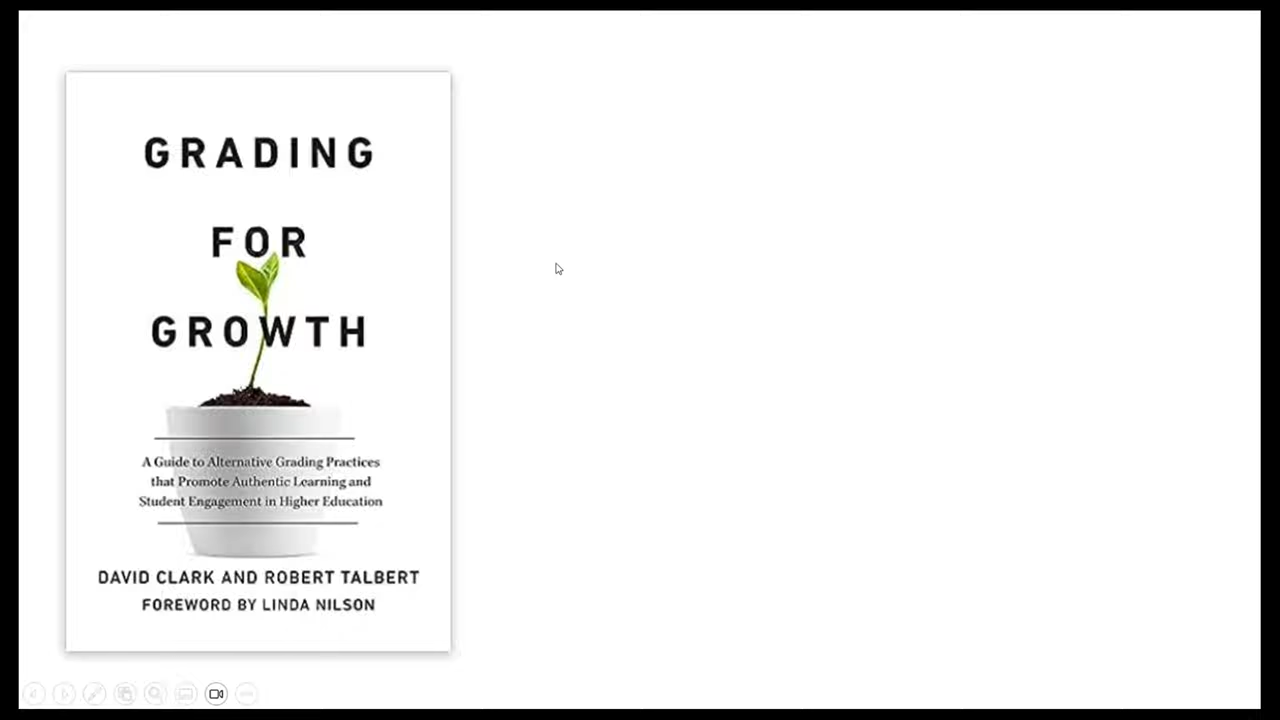 GRADING
FOR
GROWTH
A Guide to Alternative Grading Practices
that Promote Authentic Learning and
Student Engagement in Higher Education
DAVID CLARK AND ROBERT TALBERT
FOREWORD BY LINDA NILSON